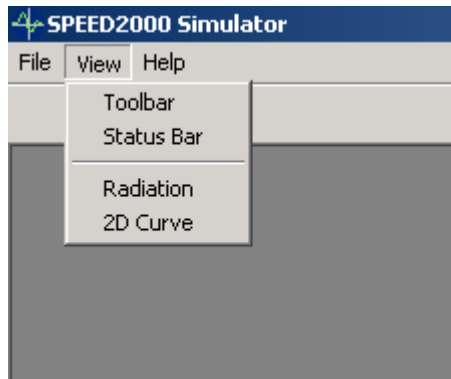 SPEED2000 Simulator
File View Help
Toolbar
Status Bar
Radiation
2D Curve